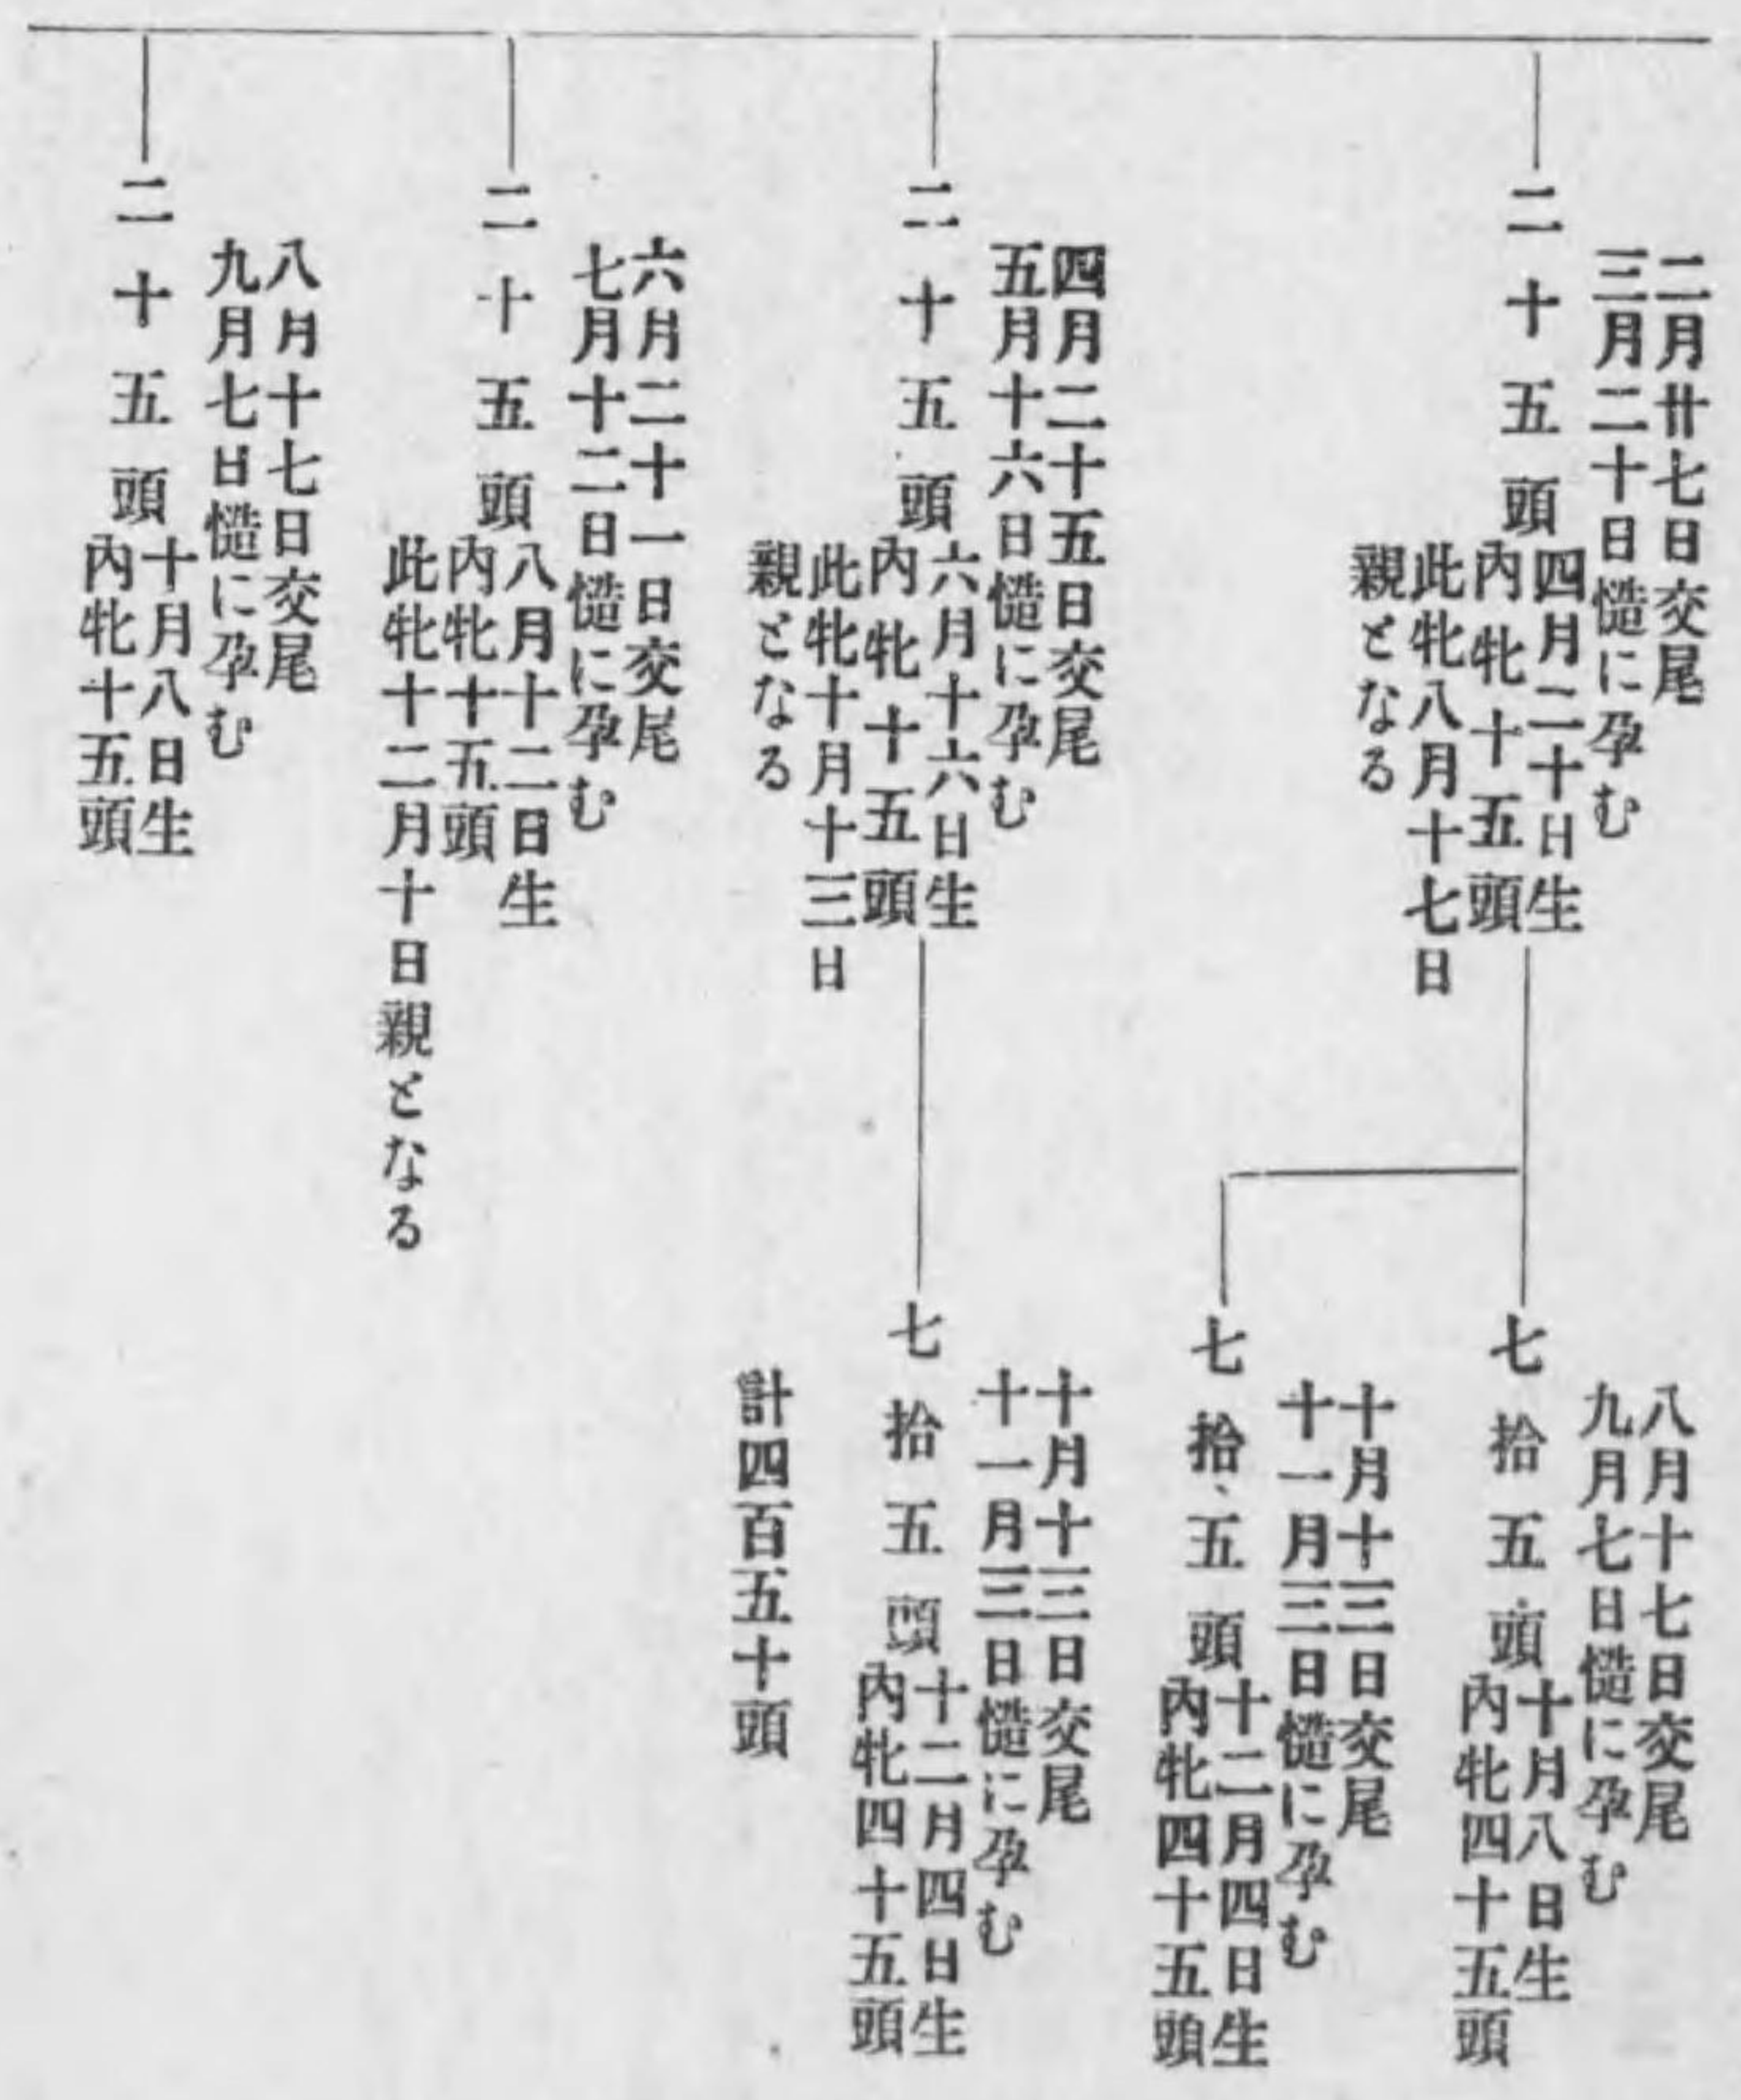 二月廿七日交尾
三月二十日慥に孕む
二十五頭
四月二十日生
内牝十五頭
此牝八月十七日
親となる
八月十七日交尾
九月七日慥に孕む
七拾五頭
十月八日生
内牝四十五頭
十月十三日交尾
十一月三日慥に孕む
七拾五頭
十二月四日生
内牝四十五頭
四月二十五日交尾
五月十六日慥に孕む
二十五頭
六月十六日生
内牝十五頭
此牝十月十三日
親となる
十月十三日交尾
十一月三日慥に孕む
七拾五頭
十二月四日生
内牝四十五頭
計四百五十頭
六月二十一日交尾
七月十二日慥に孕む
二十五頭
八月十二日生
内牝十五頭
此牝十二月十日親となる
八月十七日交尾
九月七日慥に孕む
二十五頭
十月八日生
内牝十五頭